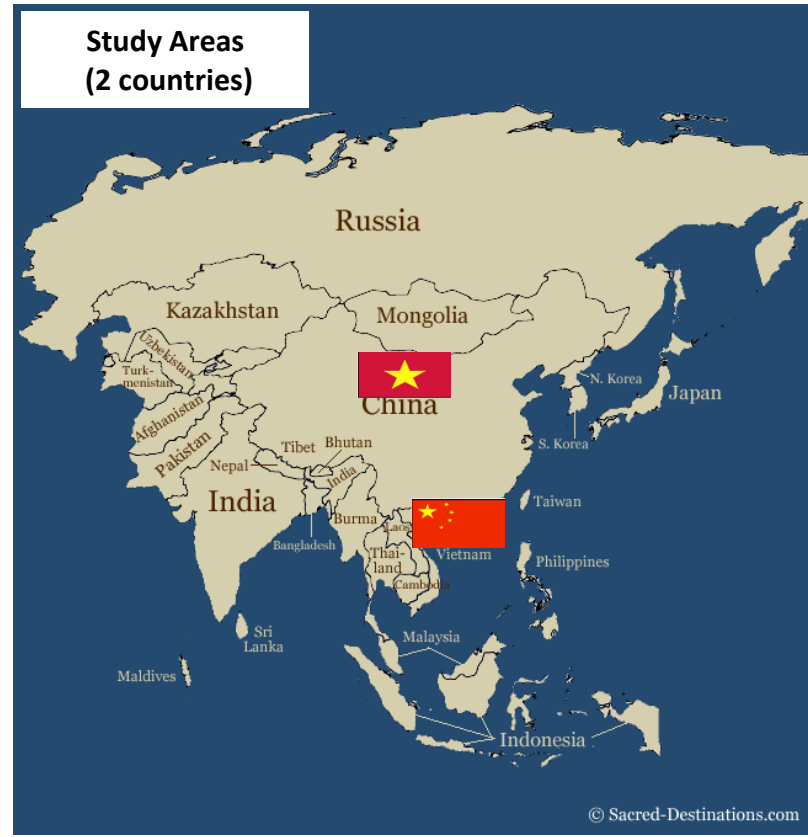 Study Areas
(2 countries)
Russia
Kazakhstan
Mongolia
Uzbekistan
Turk-
menistan
N. Korea
China
Japan
Afghanistan
S. Korea
Pakistan
Tibet
Bhutan
Nepal
India
India
Taiwan
Burma
Laos
Bangladesh
Vietnam
Thai-
land
Philippines
Cambodia
Sri
Lanka
Malaysia
Maldives
Indonesia
© Sacred-Destinations.com